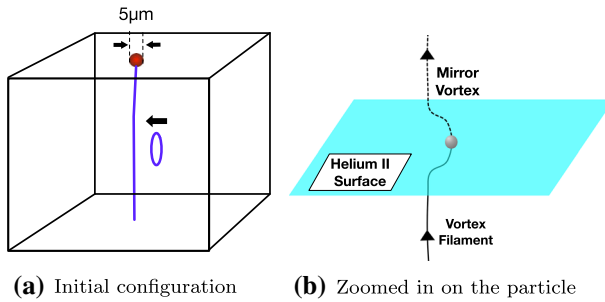 5μm
(a) Initial configuration
Mirror
Vortex
Helium II
Surface
Vortex
Filament
(b) Zoomed in on the particle